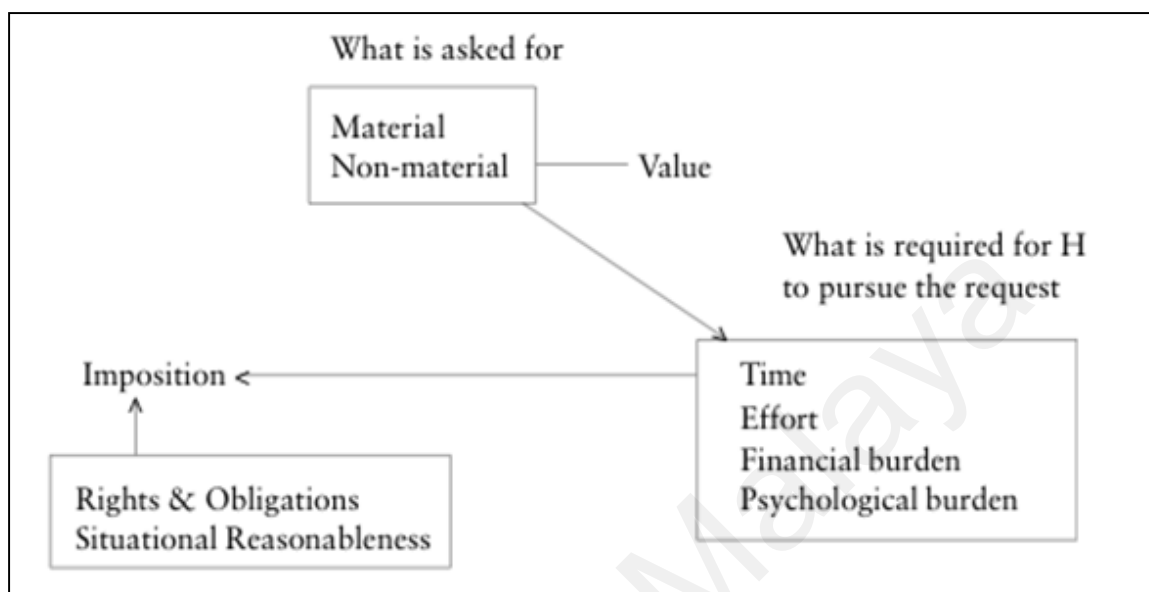 What is asked for
Material
Non-material
Value
What is required for H
to pursue the request
Time
Effort
Financial burden
Psychological burden
Imposition
Rights & Obligations
Situational Reasonableness
Malaya